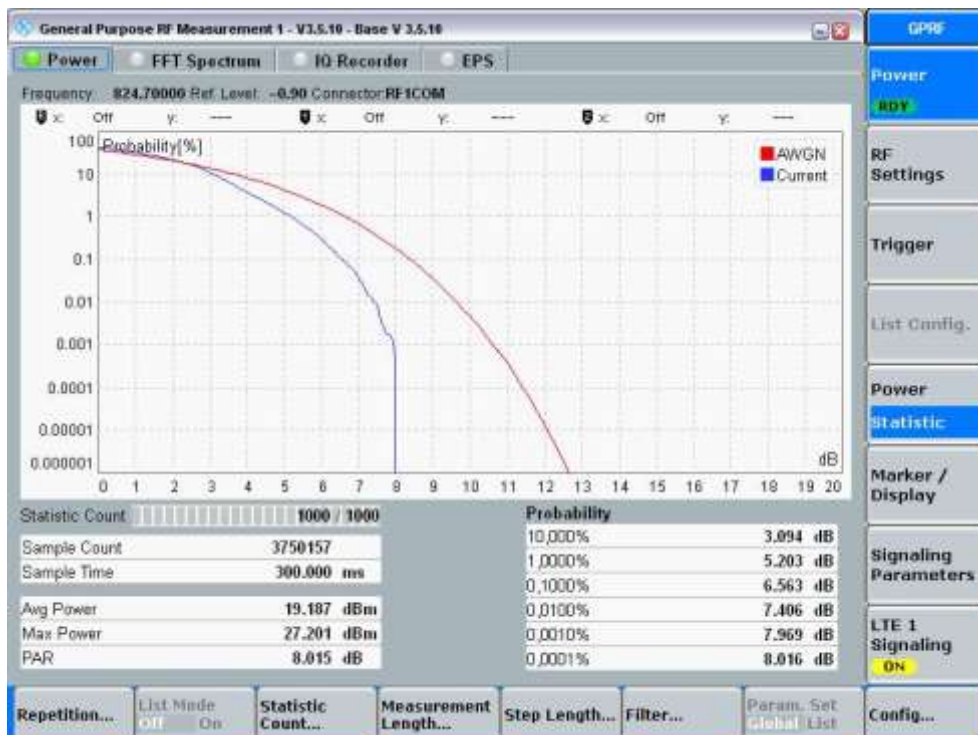 General Purpose RF Measurement 1 - V3.5.10 - Base V 3.5.10
GPRF
Power FFT Spectrum IQ Recorder EPS
Frequency: 824.70000 Ref. Level: -0.90 Connector:RF1COM
x: Off y: --- x: Off y: --- x: Off y: ---
Probability[%]
100
10
1
0.1
0.01
0.001
0.0001
0.00001
0.000001
AWGN
Current
dB
0 1 2 3 4 5 6 7 8 9 10 11 12 13 14 15 16 17 18 19 20
Statistic Count 1000 / 1000
Sample Count 3750157
Sample Time 300.000 ms
Avg Power 19.187 dBm
Max Power 27.201 dBm
PAR 8.015 dB
Probability
10,000% 3.094 dB
1,0000% 5.203 dB
0,1000% 6.563 dB
0,0100% 7.406 dB
0,0010% 7.969 dB
0,0001% 8.016 dB
Power
RDY
RF
Settings
Trigger
List Config.
Power
Statistic
Marker /
Display
Signaling
Parameters
LTE 1
Signaling
ON
Repetition...
List Mode
Off On
Statistic
Count...
Measurement
Length...
Step Length...
Filter...
Param. Set
Global List
Config...